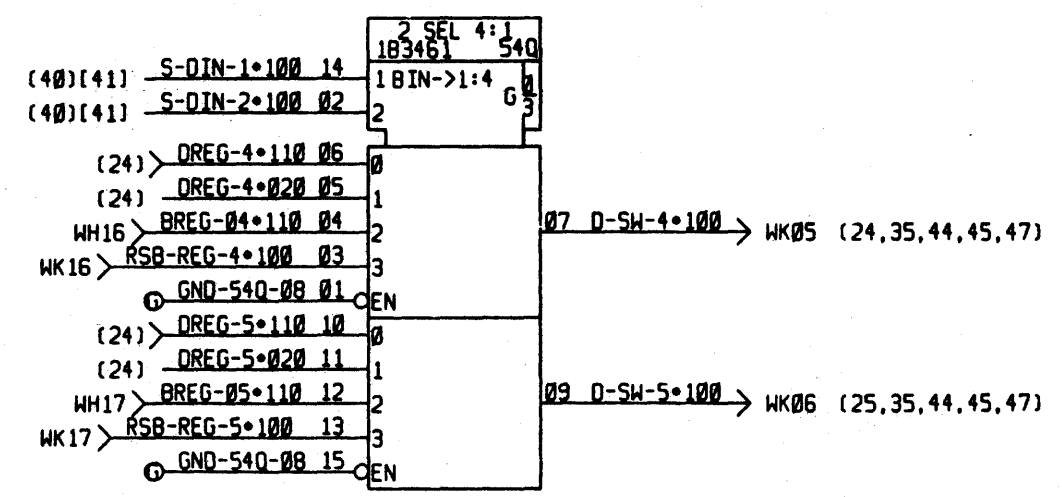 2 SEL 4:1
1B3461 54Q
(40)[41] S-DIN-1•100 14 1 BIN->1:4 G 0/3
(40)[41] S-DIN-2•100 02 2
(24) DREG-4•110 06 0
(24) DREG-4•020 05 1
WH16 BREG-04•110 04 2 07 D-SW-4•100 WK05 (24,35,44,45,47)
WK16 RSB-REG-4•100 03 3
G GND-54Q-08 01 EN
(24) DREG-5•110 10 0
(24) DREG-5•020 11 1
WH17 BREG-05•110 12 2 09 D-SW-5•100 WK06 (25,35,44,45,47)
WK17 RSB-REG-5•100 13 3
G GND-54Q-08 15 EN